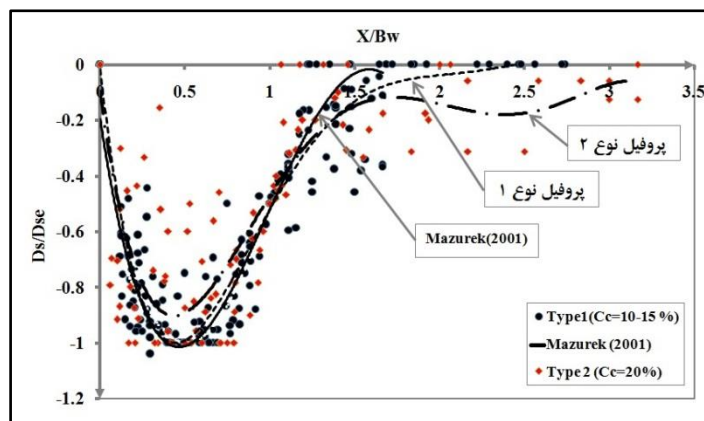 X/Bw
0
0 0.5 1 1.5 2 2.5 3 3.5
-0.2
-0.4
-0.6
-0.8
-1
-1.2
Ds/Dse
پروفیل نوع ۲
پروفیل نوع ۱
Mazurek(2001)
Type1(Cc=10-15 %)
Mazurek (2001)
Type 2 (Cc=20%)